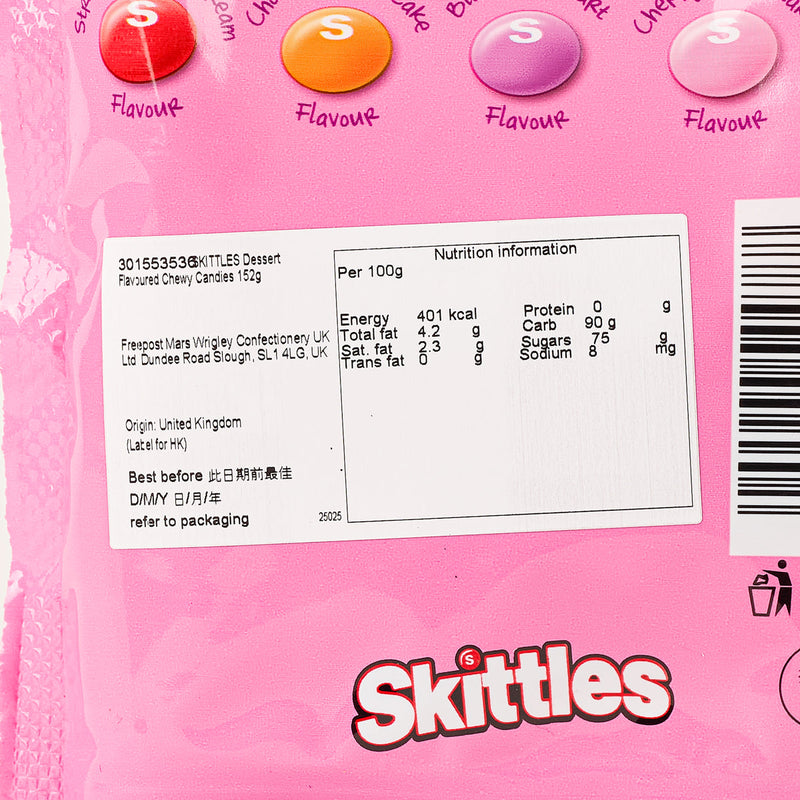 S
S
S
S
Flavour
Flavour
Flavour
Flavour
301553536SKITTLES Dessert
Flavoured Chewy Candies 152g
Freepost Mars Wrigley Confectionery UK
Ltd Dundee Road Slough, SL1 4LG, UK
Origin: United Kingdom
(Label for HK)
Best before 此日期前最佳
D/M/Y 日/月/年
refer to packaging
25025
Nutrition information
Per 100g
Energy 401 kcal
Total fat 4.2 g
Sat. fat 2.3 g
Trans fat 0 g
Protein 0 g
Carb 90 g
Sugars 75 g
Sodium 8 mg
S
Skittles